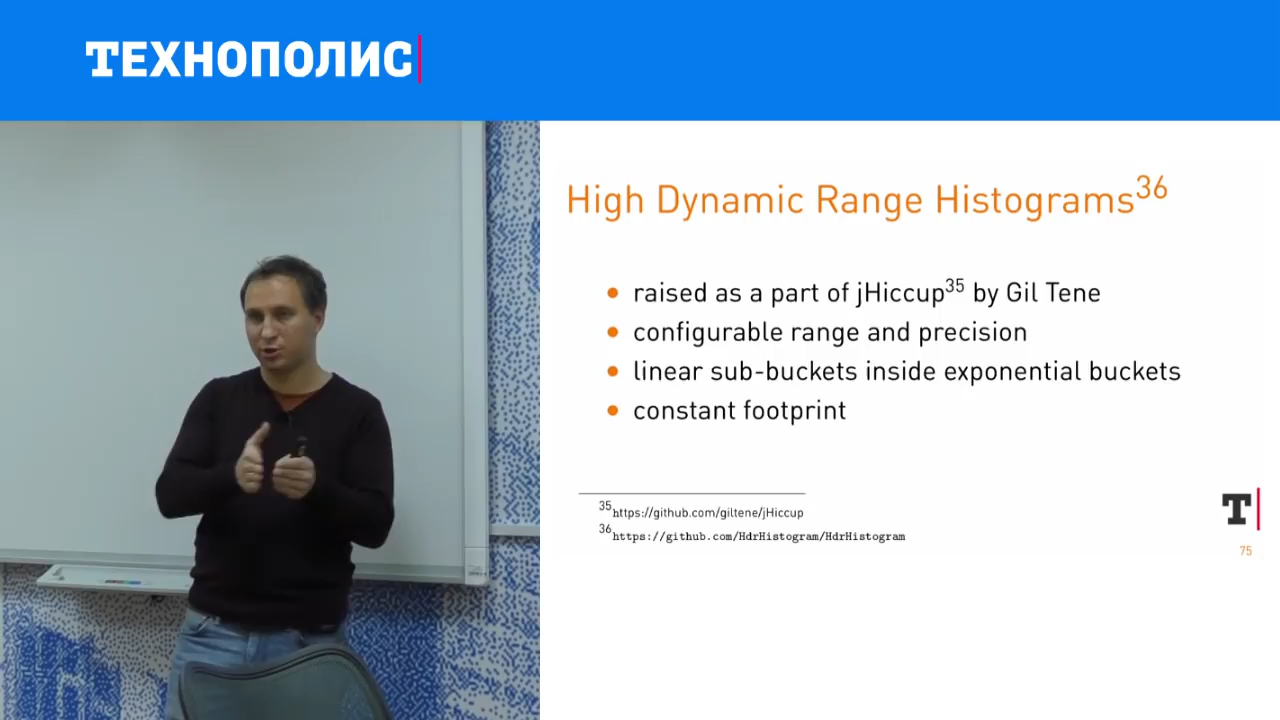 ТЕХНОПОЛИС
High Dynamic Range Histograms36
• raised as a part of jHiccup35 by Gil Tene
• configurable range and precision
• linear sub-buckets inside exponential buckets
• constant footprint
35https://github.com/giltene/jHiccup
36https://github.com/HdrHistogram/HdrHistogram
T
75